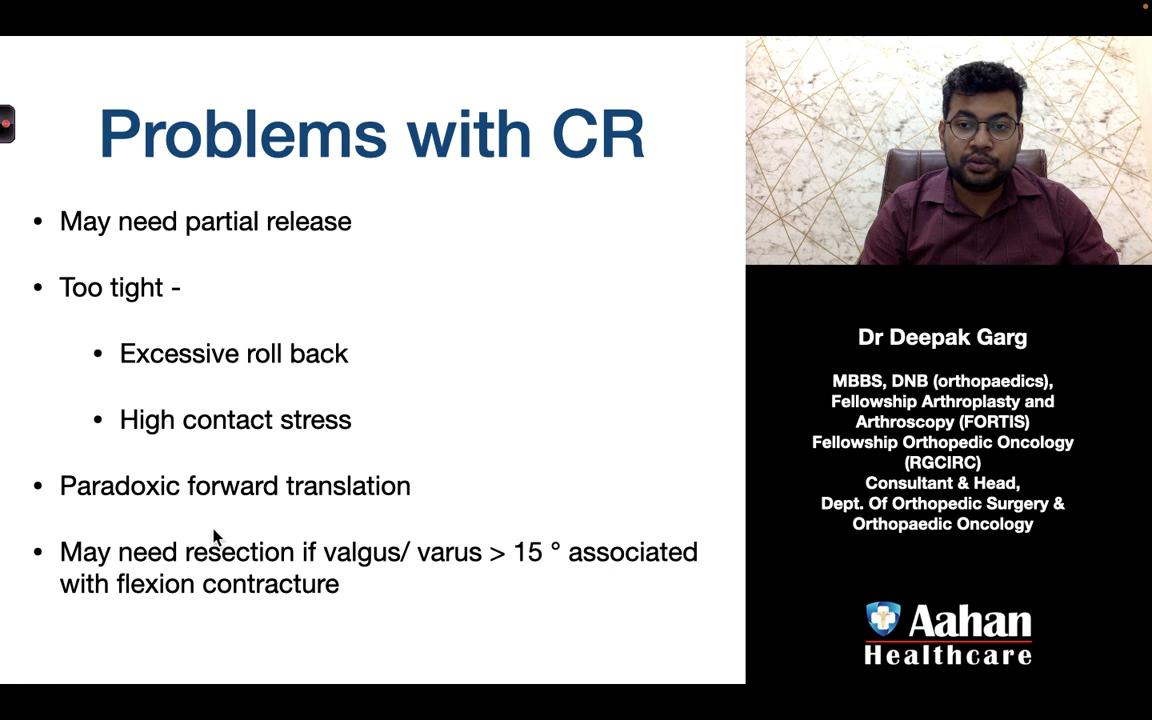 Problems with CR
• May need partial release
• Too tight -
• Excessive roll back
• High contact stress
• Paradoxic forward translation
• May need resection if valgus/ varus > 15 ° associated
with flexion contracture
Dr Deepak Garg
MBBS, DNB (orthopaedics),
Fellowship Arthroplasty and
Arthroscopy (FORTIS)
Fellowship Orthopedic Oncology
(RGCIRC)
Consultant & Head,
Dept. Of Orthopedic Surgery &
Orthopaedic Oncology
Aahan
Healthcare